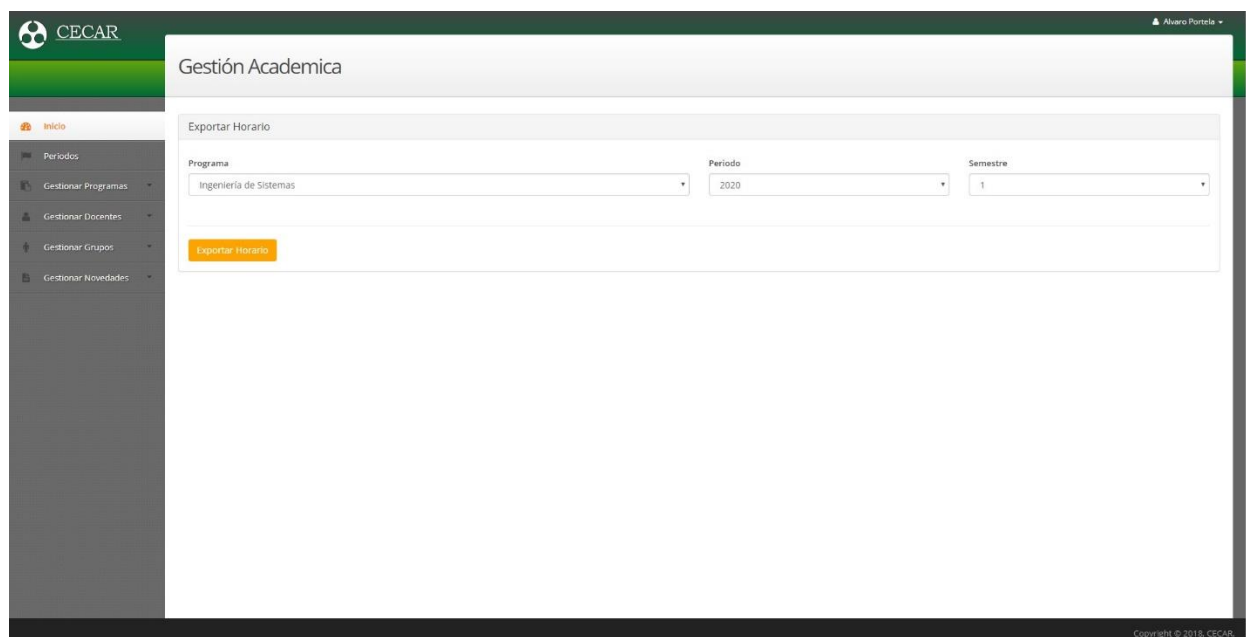 CECAR
Alvaro Portela
Gestión Academica
Inicio
Periodos
Gestionar Programas
Gestionar Docentes
Gestionar Grupos
Gestionar Novedades
Exportar Horario
Programa
Periodo
Semestre
Ingeniería de Sistemas
2020
1
Exportar Horario
Copyright © 2018, CECAR.